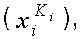 ( x_i^{K_i} ),